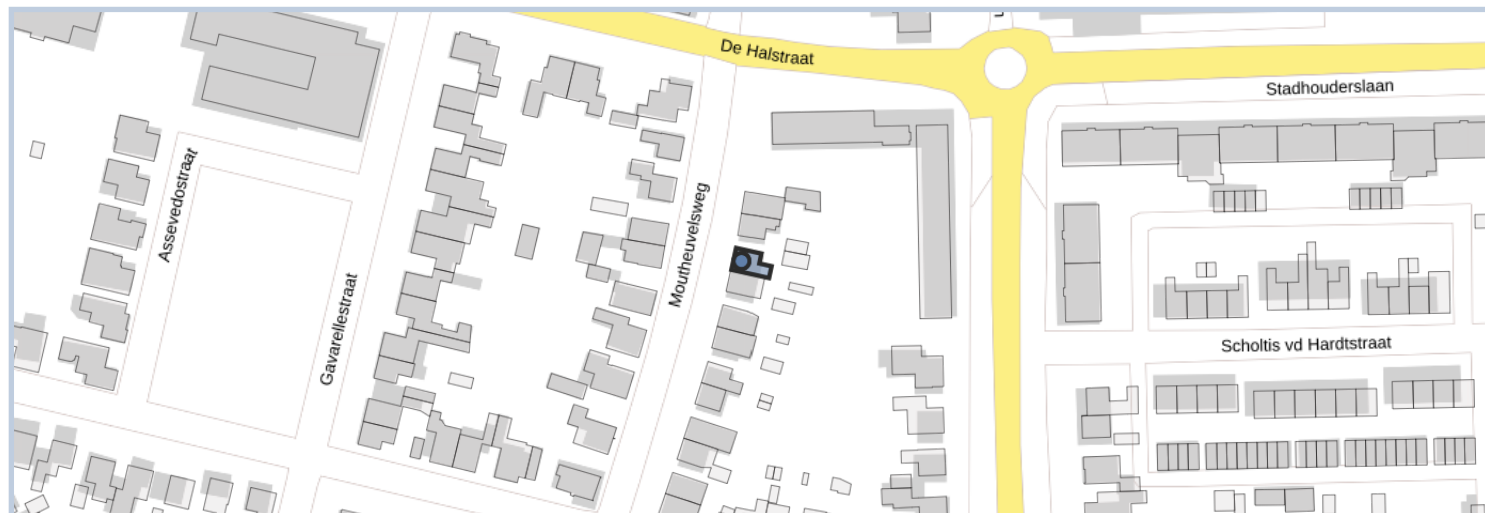 De Halstraat
Stadhouderslaan
Assevedostraat
Moutheuvelsweg
Gavarellestraat
Scholtis vd Hardtstraat